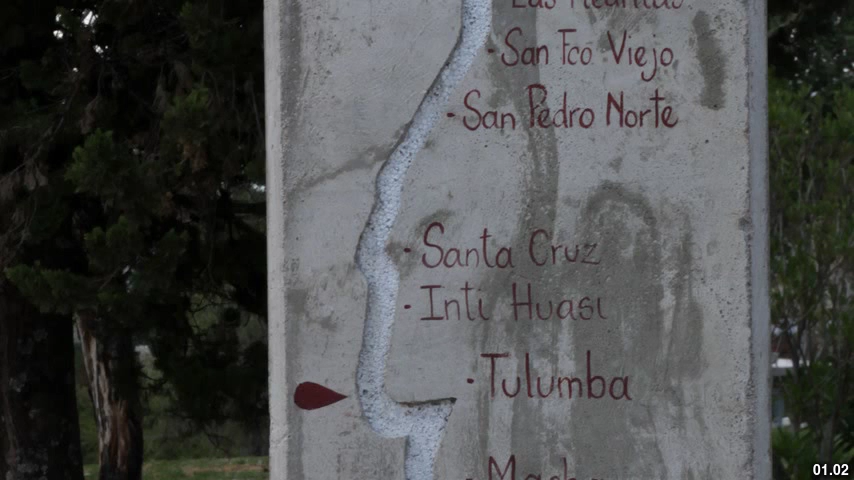 -San Fco Viejo
-San Pedro Norte
-Santa Cruz
-Inti Huasi
-Tulumba
01.02